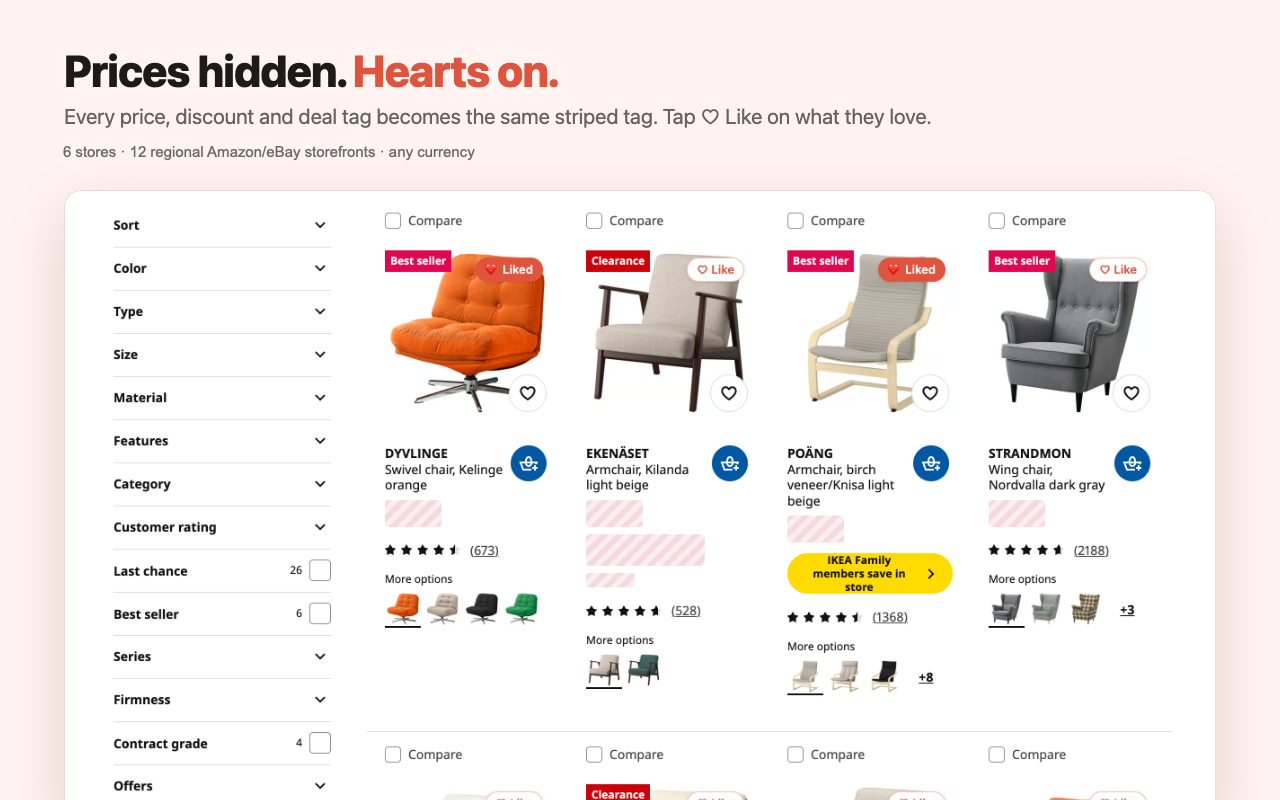 Prices hidden. Hearts on.
Every price, discount and deal tag becomes the same striped tag. Tap ♡ Like on what they love.
6 stores · 12 regional Amazon/eBay storefronts · any currency
Sort
Color
Type
Size
Material
Features
Category
Customer rating
Last chance 26
Best seller 6
Series
Firmness
Contract grade 4
Offers
Compare
Best seller
Liked
DYVLINGE
Swivel chair, Kelinge
orange
(673)
More options
Compare
Clearance
Like
EKENÄSET
Armchair, Kilanda
light beige
(528)
More options
Compare
Best seller
Liked
POÄNG
Armchair, birch
veneer/Knisa light
beige
IKEA Family
members save in
store
(1368)
More options
+8
Compare
Best seller
Like
STRANDMON
Wing chair,
Nordvalla dark gray
(2188)
More options
+3
Compare
Compare
Clearance
Compare
Compare